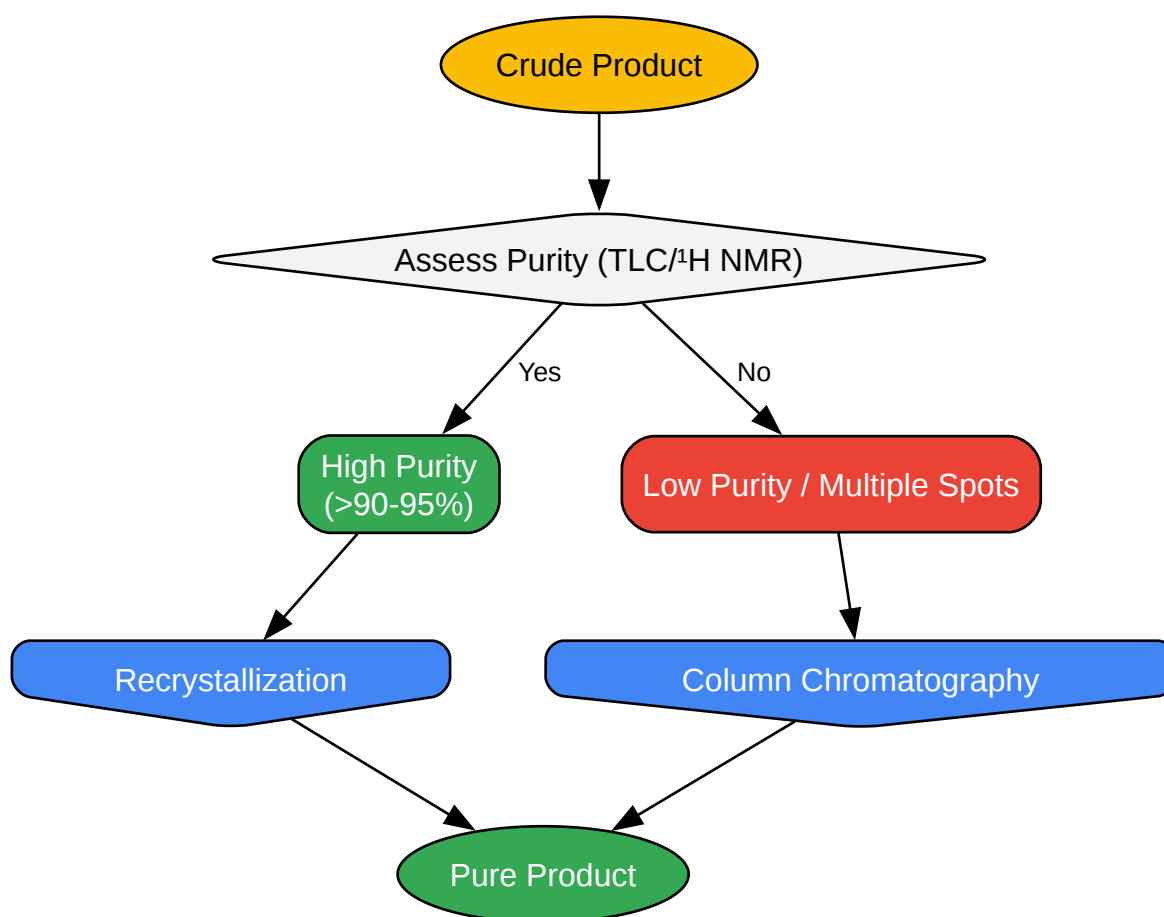 Crude Product
Assess Purity (TLC/¹H NMR)
Yes
No
High Purity
(>90-95%)
Low Purity / Multiple Spots
Recrystallization
Column Chromatography
Pure Product